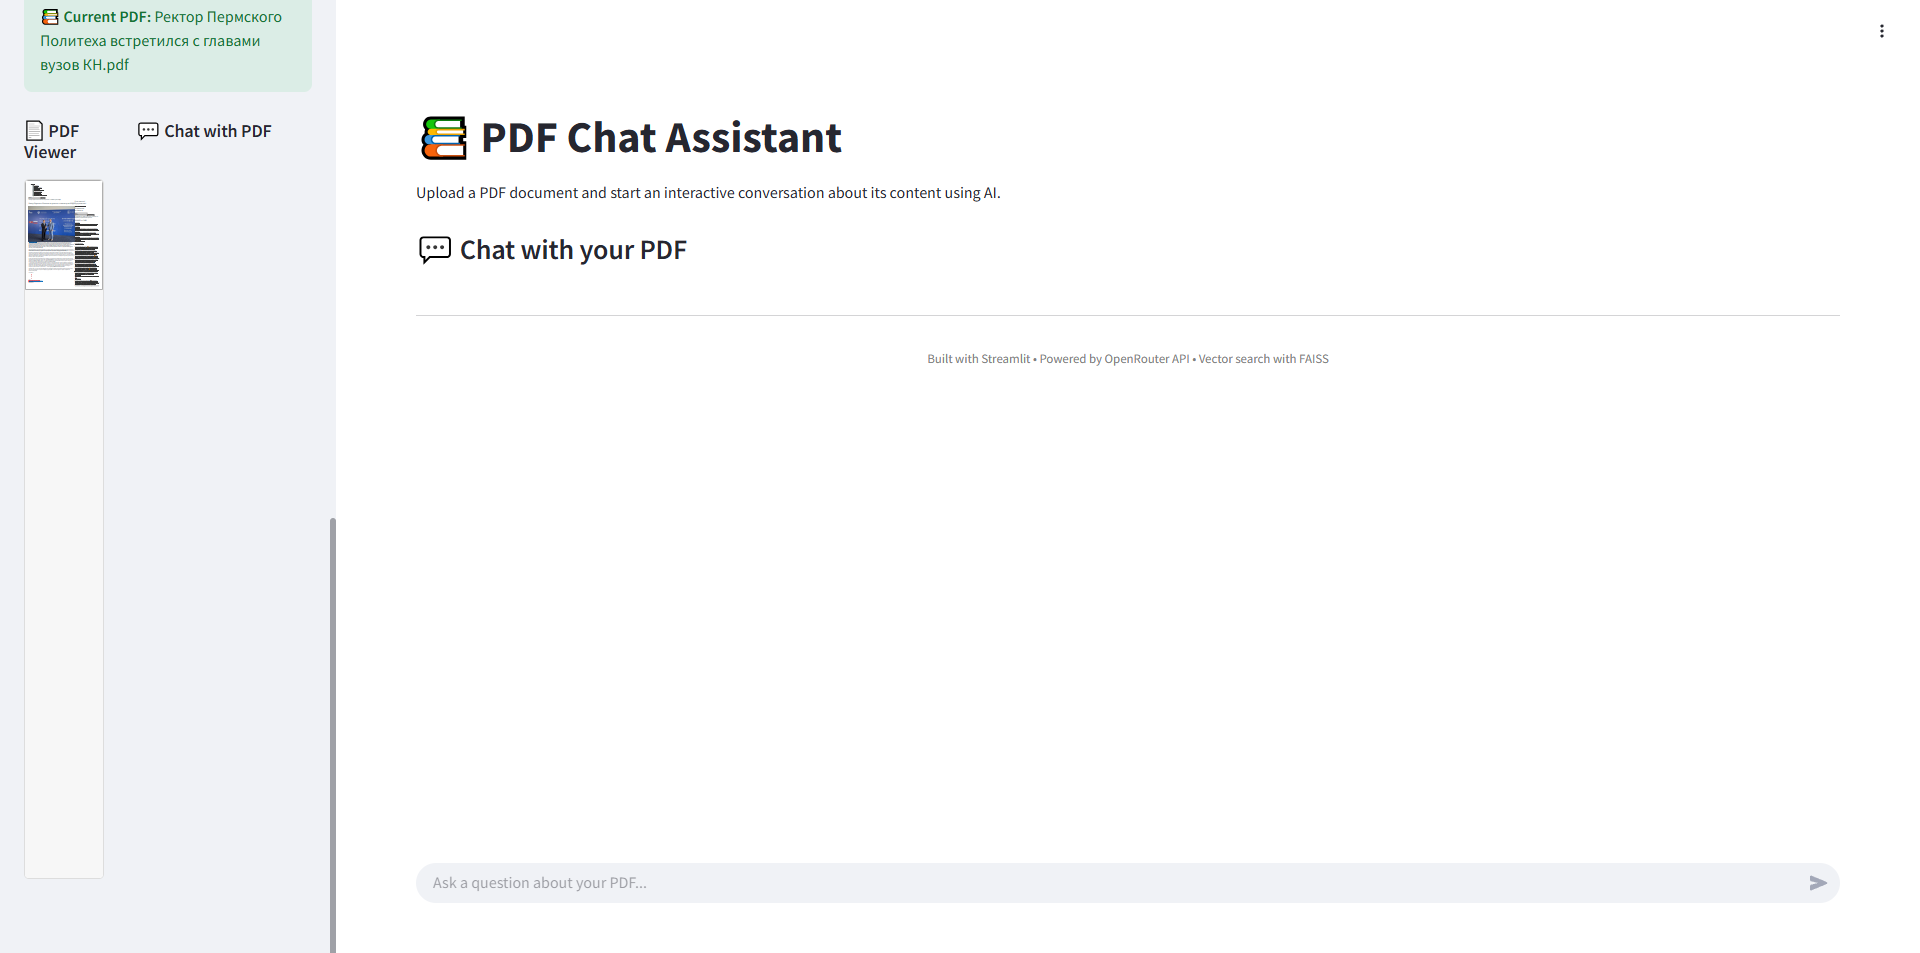 Current PDF: Ректор Пермского
Политеха встретился с главами
вузов КН.pdf
PDF
Viewer
Chat with PDF
PDF Chat Assistant
Upload a PDF document and start an interactive conversation about its content using AI.
Chat with your PDF
Built with Streamlit • Powered by OpenRouter API • Vector search with FAISS
Ask a question about your PDF...